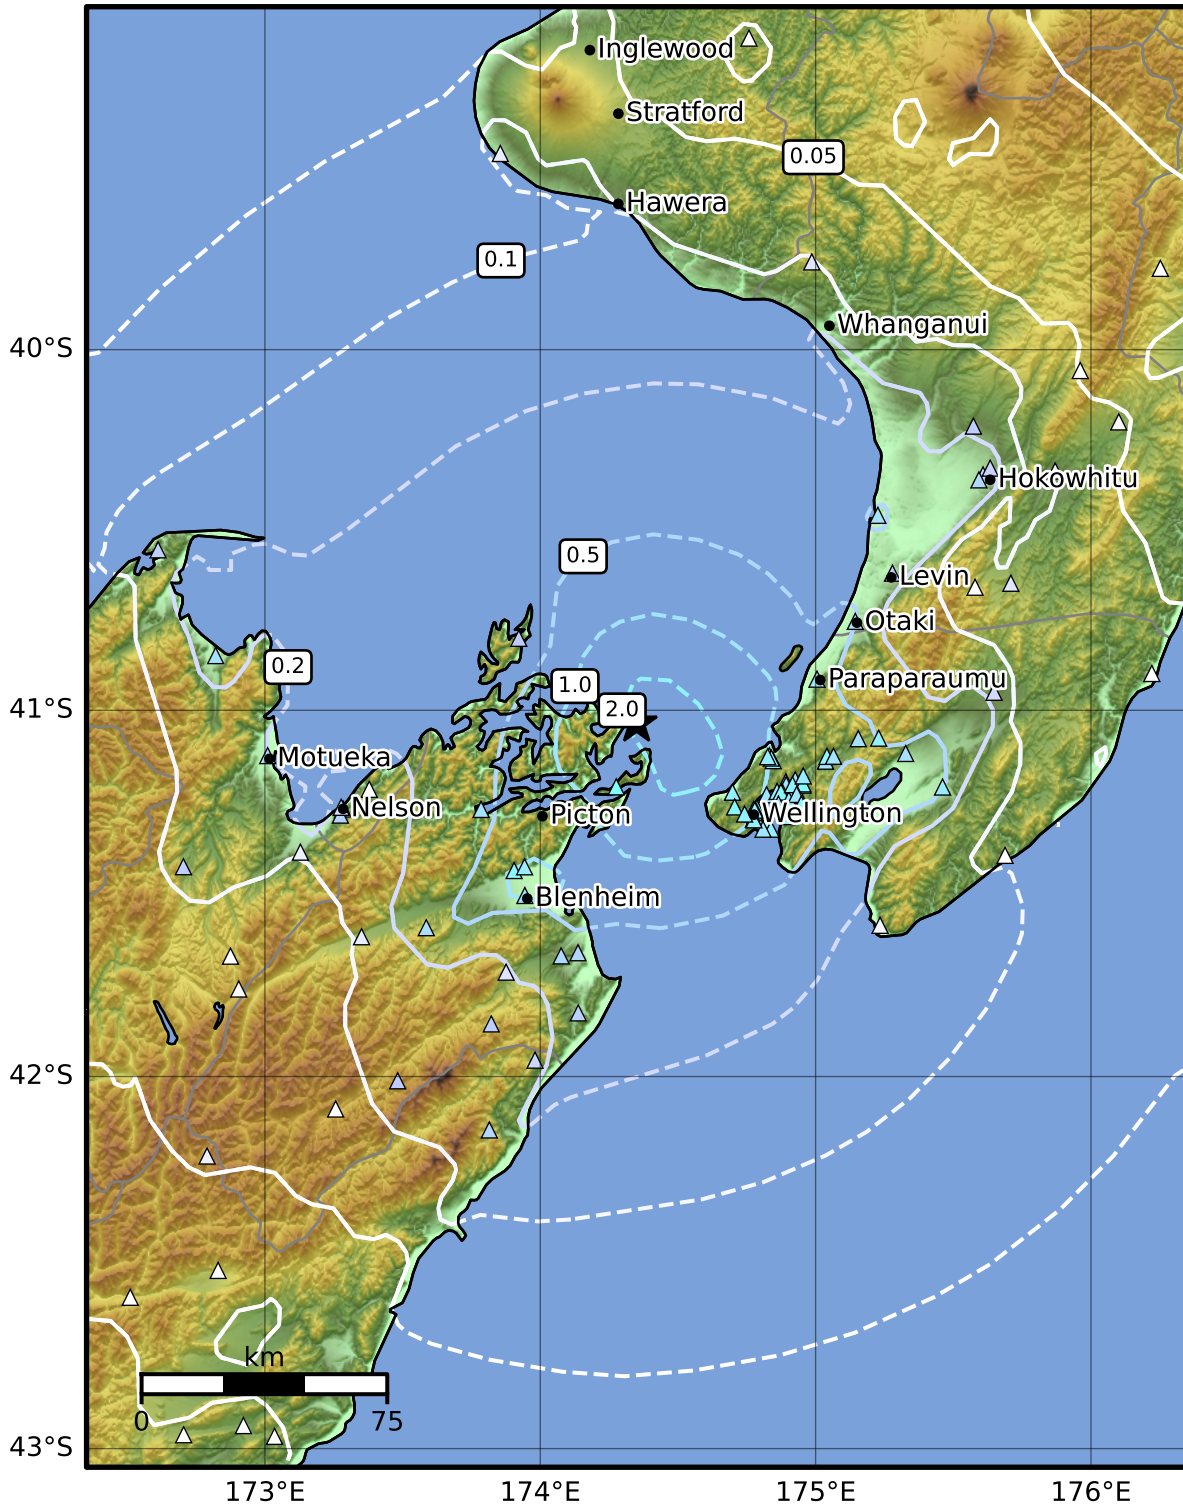 Inglewood
Stratford
0.05
Hawera
0.1
Whanganui
40°S
Hokowhitu
0.5
Levin
Otaki
0.2
Paraparaumu
1.0
41°S
2.0
Motueka
Nelson
Picton
Wellington
Blenheim
42°S
km
0 75
43°S
173°E 174°E 175°E 176°E